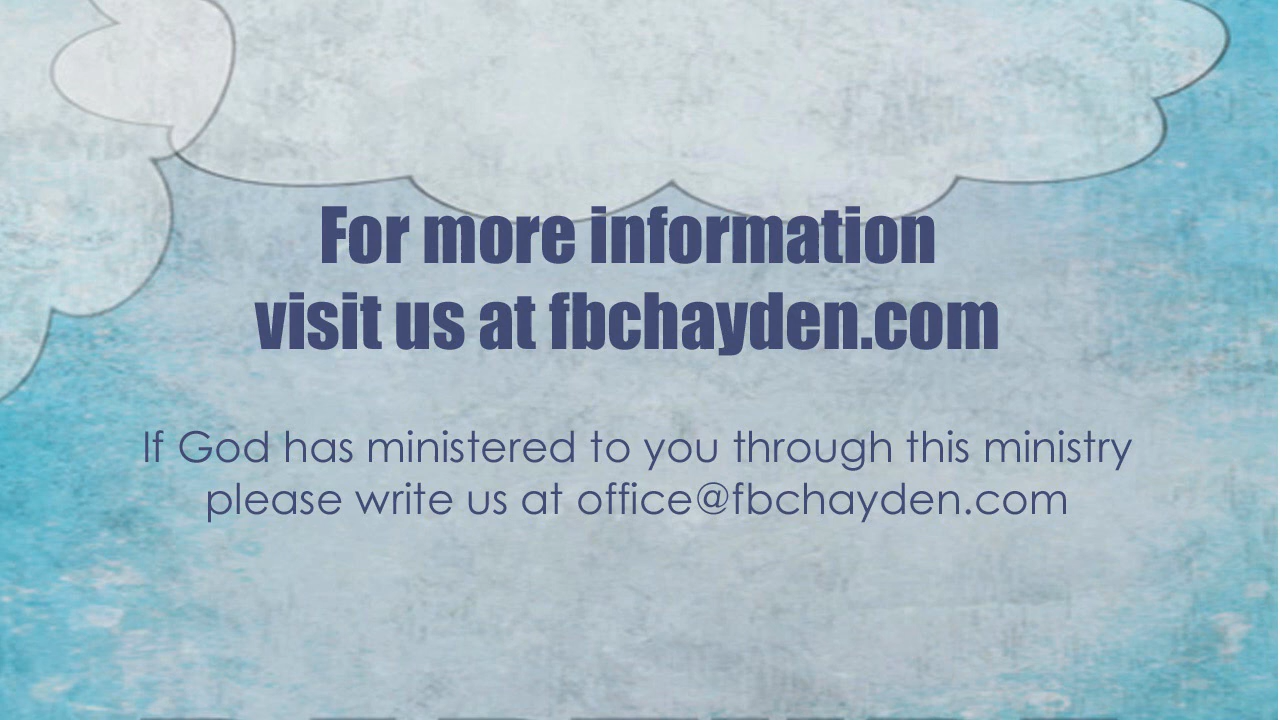 For more information
visit us at fbchayden.com
If God has ministered to you through this ministry
please write us at office@fbchayden.com